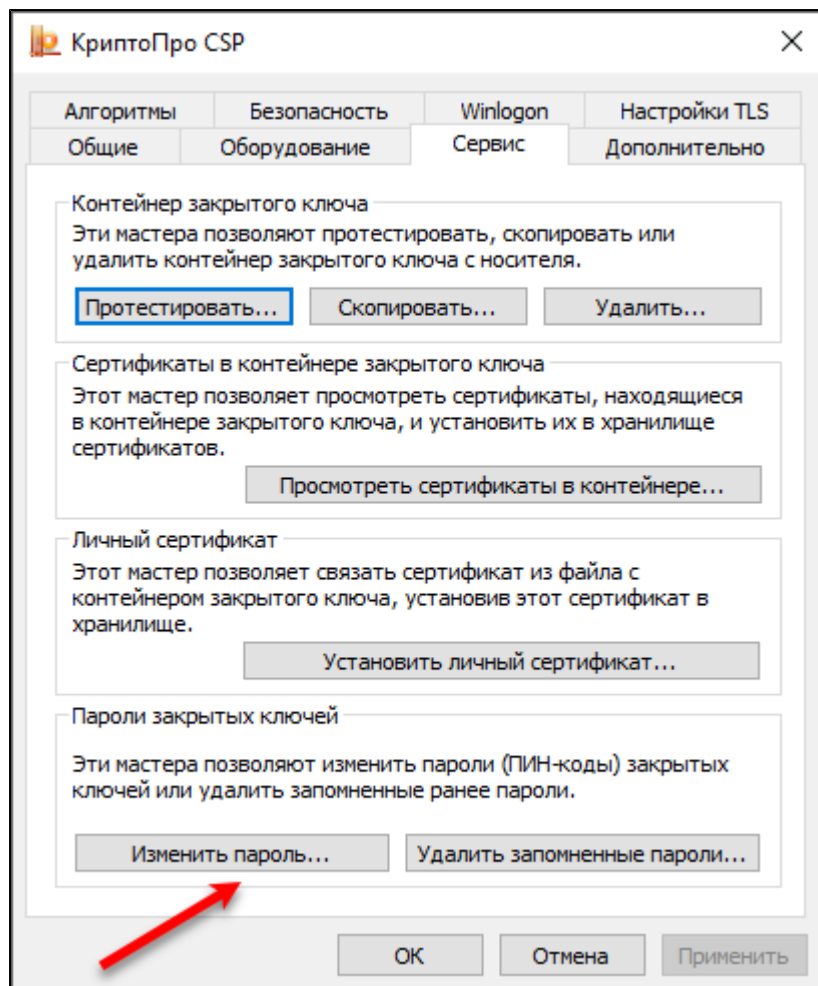 КриптоПро CSP
Алгоритмы Безопасность Winlogon Настройки TLS
Общие Оборудование Сервис Дополнительно
Контейнер закрытого ключа
Эти мастера позволяют протестировать, скопировать или
удалить контейнер закрытого ключа с носителя.
Протестировать... Скопировать... Удалить...
Сертификаты в контейнере закрытого ключа
Этот мастер позволяет просмотреть сертификаты, находящиеся
в контейнере закрытого ключа, и установить их в хранилище
сертификатов.
Просмотреть сертификаты в контейнере...
Личный сертификат
Этот мастер позволяет связать сертификат из файла с
контейнером закрытого ключа, установив этот сертификат в
хранилище.
Установить личный сертификат...
Пароли закрытых ключей
Эти мастера позволяют изменить пароли (ПИН-коды) закрытых
ключей или удалить запомненные ранее пароли.
Изменить пароль... Удалить запомненные пароли...
ОК Отмена Применить